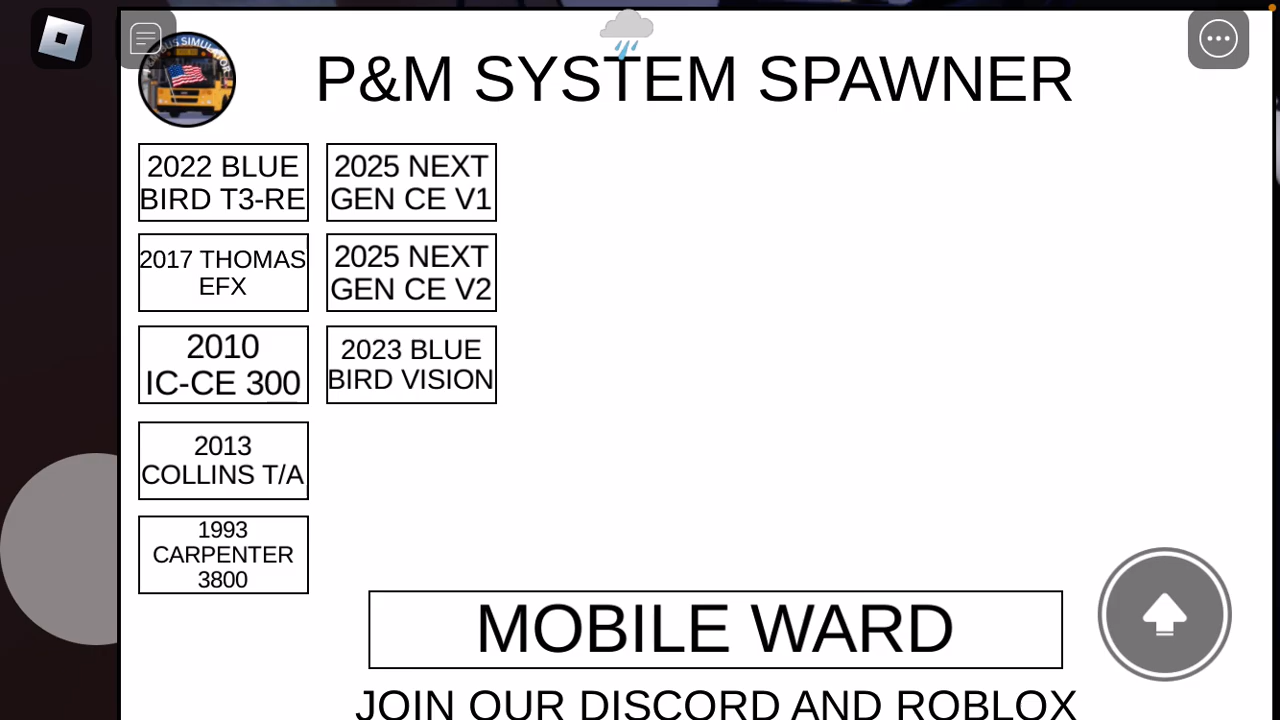 P&M SYSTEM SPAWNER
2022 BLUE
BIRD T3-RE
2025 NEXT
GEN CE V1
2017 THOMAS
EFX
2025 NEXT
GEN CE V2
2010
IC-CE 300
2023 BLUE
BIRD VISION
2013
COLLINS T/A
1993
CARPENTER
3800
MOBILE WARD
JOIN OUR DISCORD AND ROBLOX